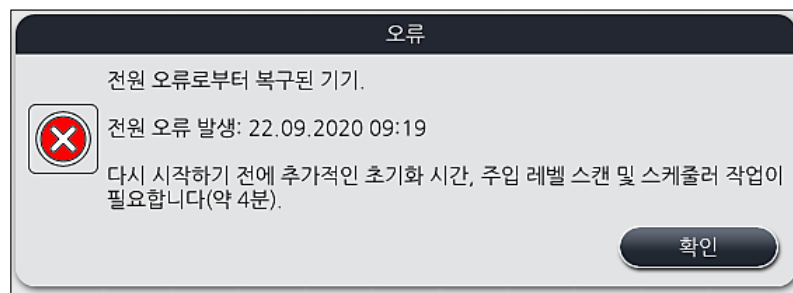 오류
전원 오류로부터 복구된 기기.
전원 오류 발생: 22.09.2020 09:19
다시 시작하기 전에 추가적인 초기화 시간, 주입 레벨 스캔 및 스케줄러 작업이
필요합니다(약 4분).
확인